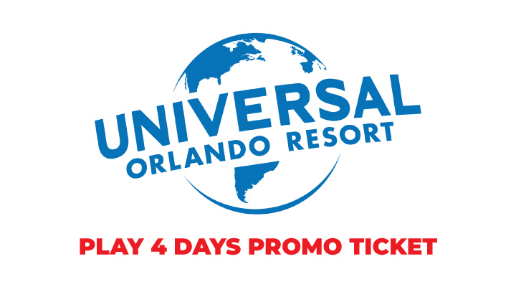 UNIVERSAL
ORLANDO RESORT
PLAY 4 DAYS PROMO TICKET